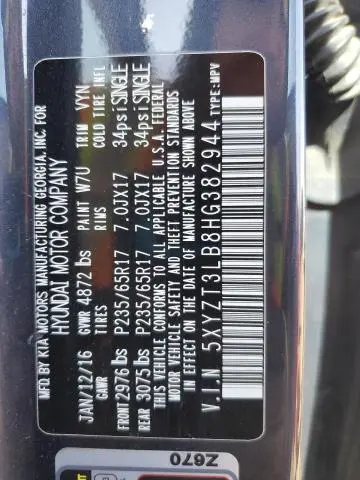 MFD. BY KIA MOTORS MANUFACTURING GEORGIA, INC. FOR
HYUNDAI MOTOR COMPANY
JAN/12/16 GVWR 4872 lbs PAINT W7U TRIM VYN
GAWR TIRES RIMS COLD TIRE INFL
FRONT 2976 lbs P235/65R17 7.0JX17 34psi SINGLE
REAR 3075 lbs P235/65R17 7.0JX17 34psi SINGLE
THIS VEHICLE CONFORMS TO ALL APPLICABLE U.S.A. FEDERAL
MOTOR VEHICLE SAFETY AND THEFT PREVENTION STANDARDS
IN EFFECT ON THE DATE OF MANUFACTURE SHOWN ABOVE
V.I.N 5XYZT3LB8HG382944 TYPE:MPV
Z670